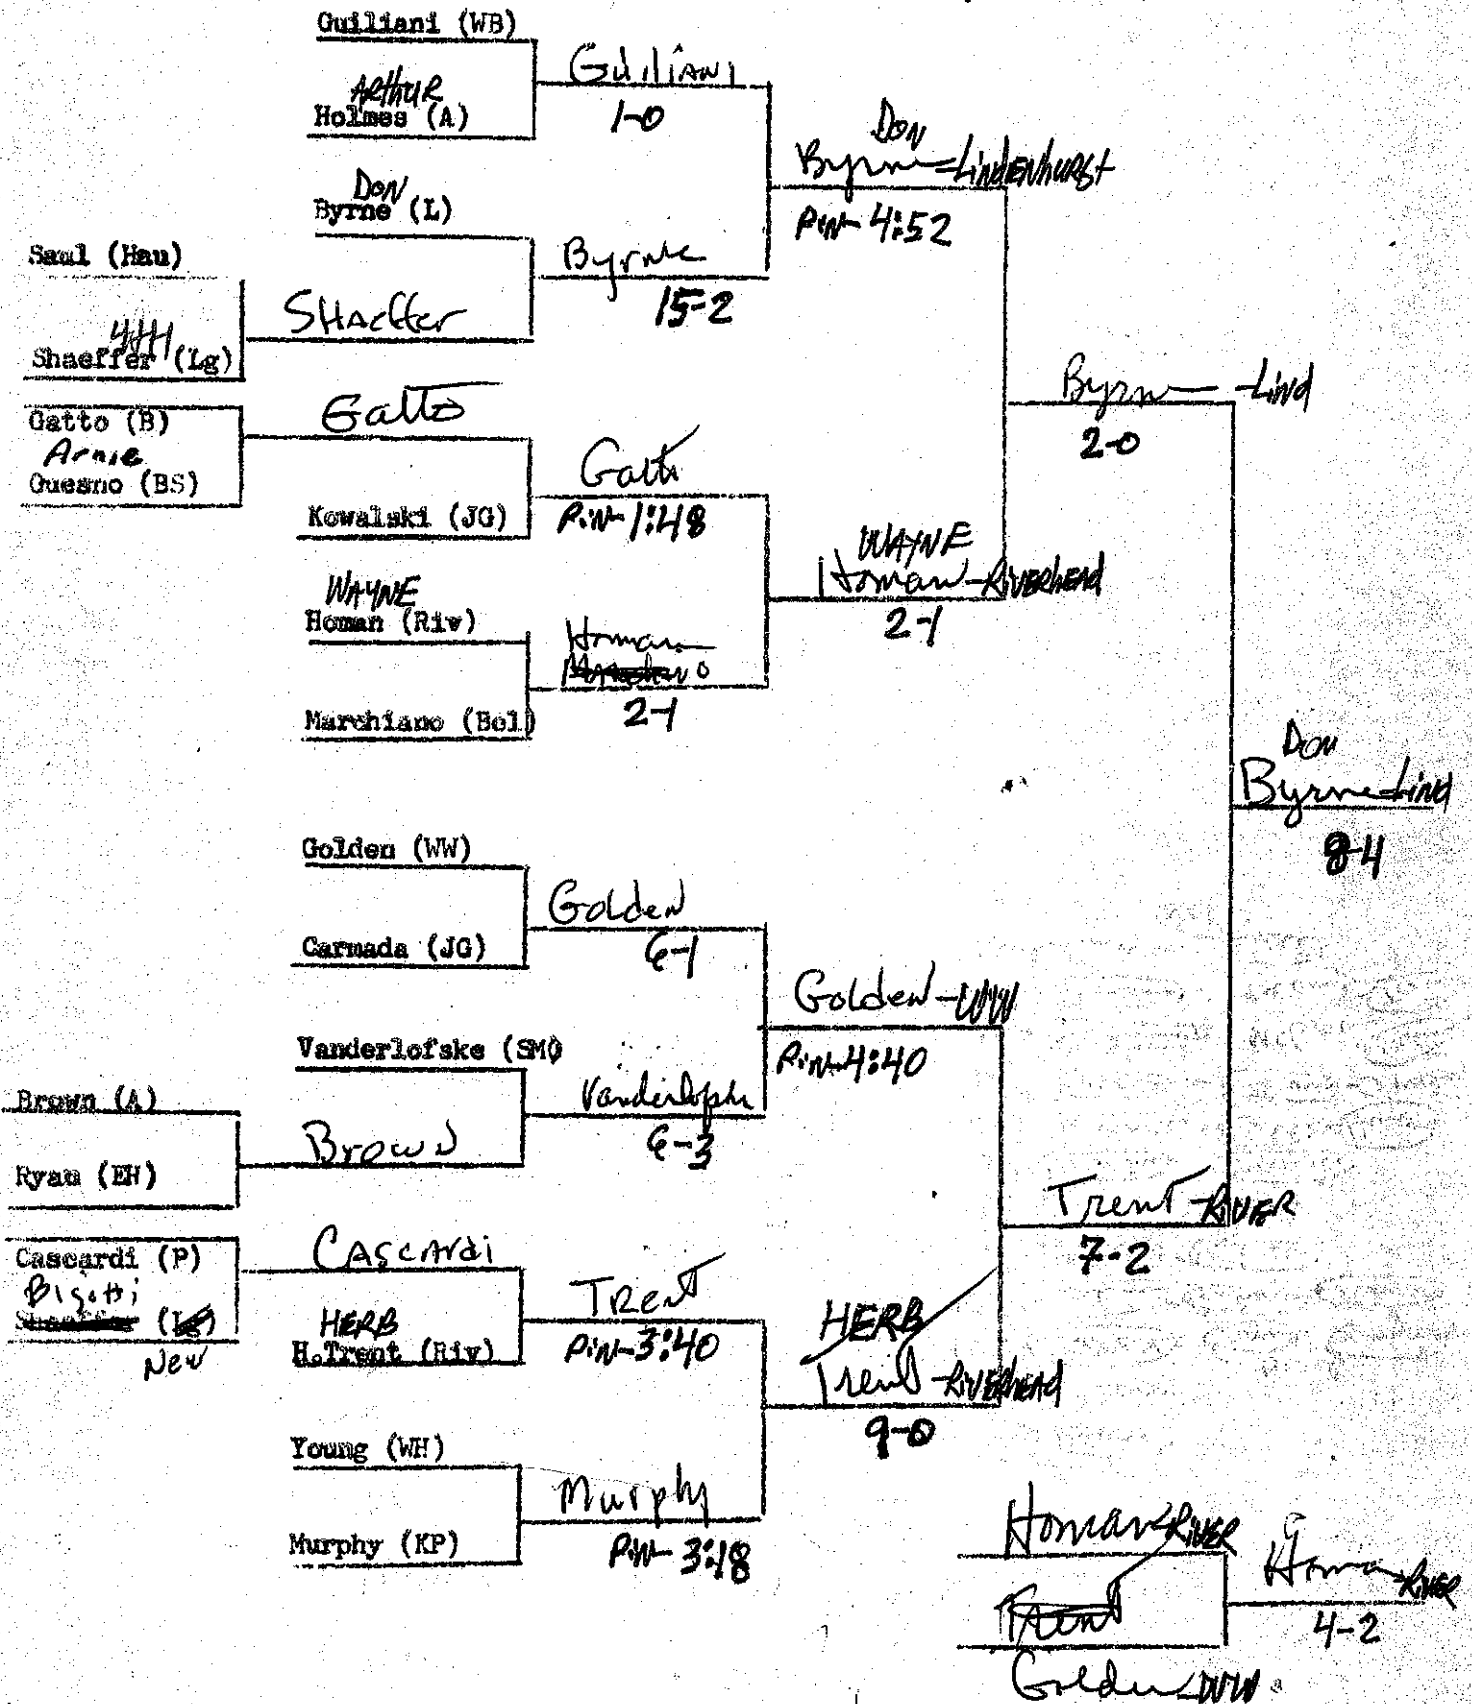 Guiliani (WB)
Guiliani
ARthuR
Holmes (A)
1-0
Don
Byrne-Lindenhurst
Pin-4:52
Don
Byrne (L)
Byrne
15-2
Saul (Hau)
SHaeffer
Shaeffer (Lg)
Gatto (B)
Arnie
Guesno (BS)
Gatto
Gatto
Pin-1:48
Kowalski (JG)
Byrne-Lind
2-0
WAYNE
Homan-RiverheAd
2-1
WAYNE
Homan (Riv)
Homan
2-1
Marchiano (Bel)
Don
Byrne-Lind
8-4
Golden (WW)
Golden
6-1
Carmada (JG)
Golden-WW
Pin-4:40
Vanderlofske (SM)
Vanderlofske
6-3
Brown (A)
Brown
Ryan (EH)
Trent-RiVER
7-2
Cascardi (P)
Bigotti
Shaeffer (Lg)
New
CAscArdi
TRent
Pin-3:40
HERB
H.Trent (Riv)
HERB
Trent-RiVERheAd
9-0
Young (WH)
Murphy
Pin-3:18
Murphy (KP)
Homan RiVER
Trent
Golden-WW
Homan-RiVER
4-2